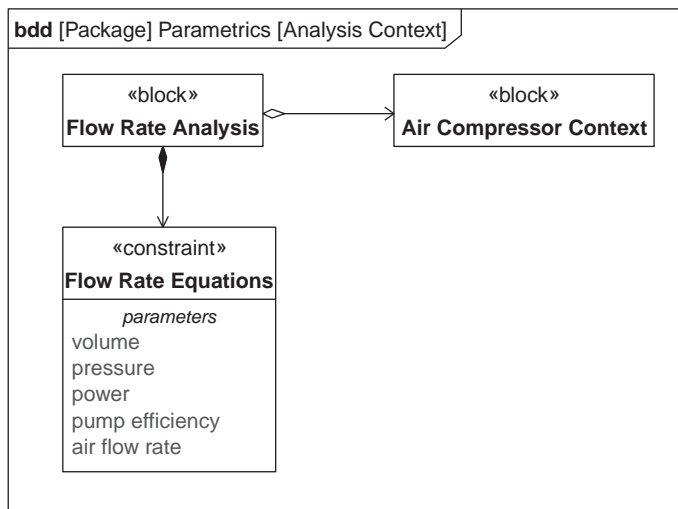 bdd [Package] Parametrics [Analysis Context]
«block»
Flow Rate Analysis
«block»
Air Compressor Context
«constraint»
Flow Rate Equations
parameters
volume
pressure
power
pump efficiency
air flow rate